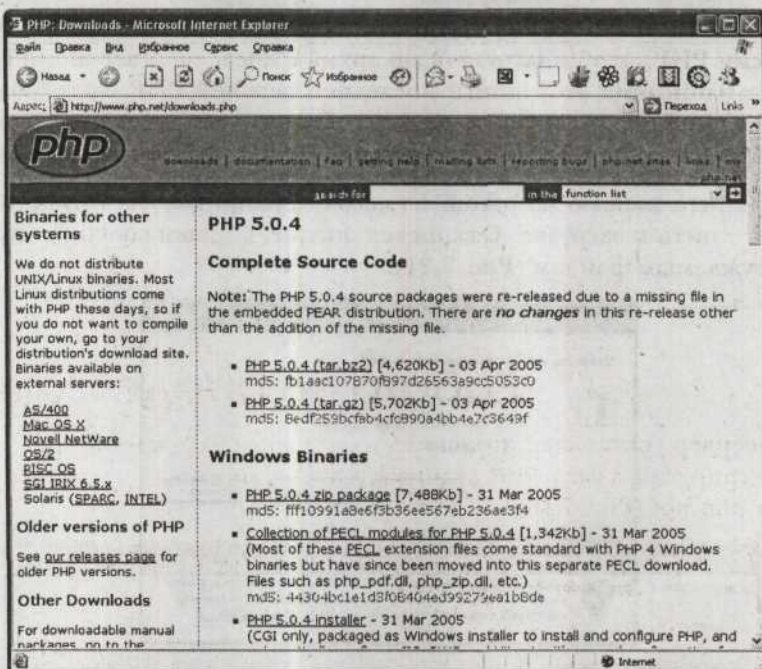 PHP: Downloads - Microsoft Internet Explorer
Файл Правка Вид Избранное Сервис Справка
Назад Поиск Избранное
Адрес: http://www.php.net/downloads.php Переход Links »
php
downloads | documentation | faq | getting help | mailing lists | reporting bugs | php.net sites | links | my php.net
search for in the function list
Binaries for other
systems
We do not distribute
UNIX/Linux binaries. Most
Linux distributions come
with PHP these days, so if
you do not want to compile
your own, go to your
distribution's download site.
Binaries available on
external servers:
AS/400
Mac OS X
Novell NetWare
OS/2
RISC OS
SGI IRIX 6.5.x
Solaris (SPARC, INTEL)
Older versions of PHP
See our releases page for
older PHP versions.
Other Downloads
For downloadable manual
packages, go to the
PHP 5.0.4
Complete Source Code
Note: The PHP 5.0.4 source packages were re-released due to a missing file in
the embedded PEAR distribution. There are no changes in this re-release other
than the addition of the missing file.
PHP 5.0.4 (tar.bz2) [4,620Kb] - 03 Apr 2005
md5: fb1aac107870f897d26563a9cc5053c0
PHP 5.0.4 (tar.gz) [5,702Kb] - 03 Apr 2005
md5: 8edf259bcfab4cfc890a4bb4e7c3649f
Windows Binaries
PHP 5.0.4 zip package [7,488Kb] - 31 Mar 2005
md5: fff10991a8e6f3b36ee567eb236ae3f4
Collection of PECL modules for PHP 5.0.4 [1,342Kb] - 31 Mar 2005
(Most of these PECL extension files come standard with PHP 4 Windows
binaries but have since been moved into this separate PECL download.
Files such as php_pdf.dll, php_zip.dll, etc.)
md5: 44304bc1e1d3f08404ed99279ea1b8de
PHP 5.0.4 installer - 31 Mar 2005
(CGI only, packaged as Windows installer to install and configure PHP, and
Internet